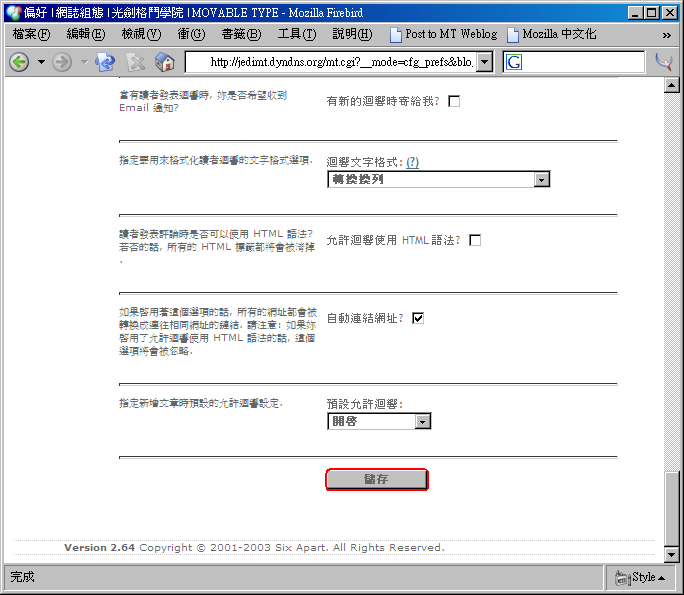 偏好 | 網誌組態 | 光劍格鬥學院 | MOVABLE TYPE - Mozilla Firebird
檔案(F) 編輯(E) 檢視(V) 衝(G) 書籤(B) 工具(T) 說明(H) Post to MT Weblog Mozilla 中文化 »
http://jedimt.dyndns.org/mt.cgi?__mode=cfg_prefs&blo
G
當有讀者發表迴響時, 妳是否希望收到
Email 通知?
有新的迴響時寄給我?
指定要用來格式化讀者迴響的文字格式選項.
迴響文字格式: (?)
轉換換列
讀者發表評論時是否可以使用 HTML 語法?
若否的話, 所有的 HTML 標籤都將會被消掉
.
允許迴響使用 HTML 語法?
如果啓用著這個選項的話, 所有的網址都會被
轉換成連往相同網址的鏈結. 請注意: 如果妳
啓用了允許迴響使用 HTML 語法的話, 這個
選項將會被忽略.
自動連結網址?
指定新增文章時預設的允許迴響設定.
預設允許迴響:
開啓
儲存
Version 2.64 Copyright © 2001-2003 Six Apart. All Rights Reserved.
完成
Style